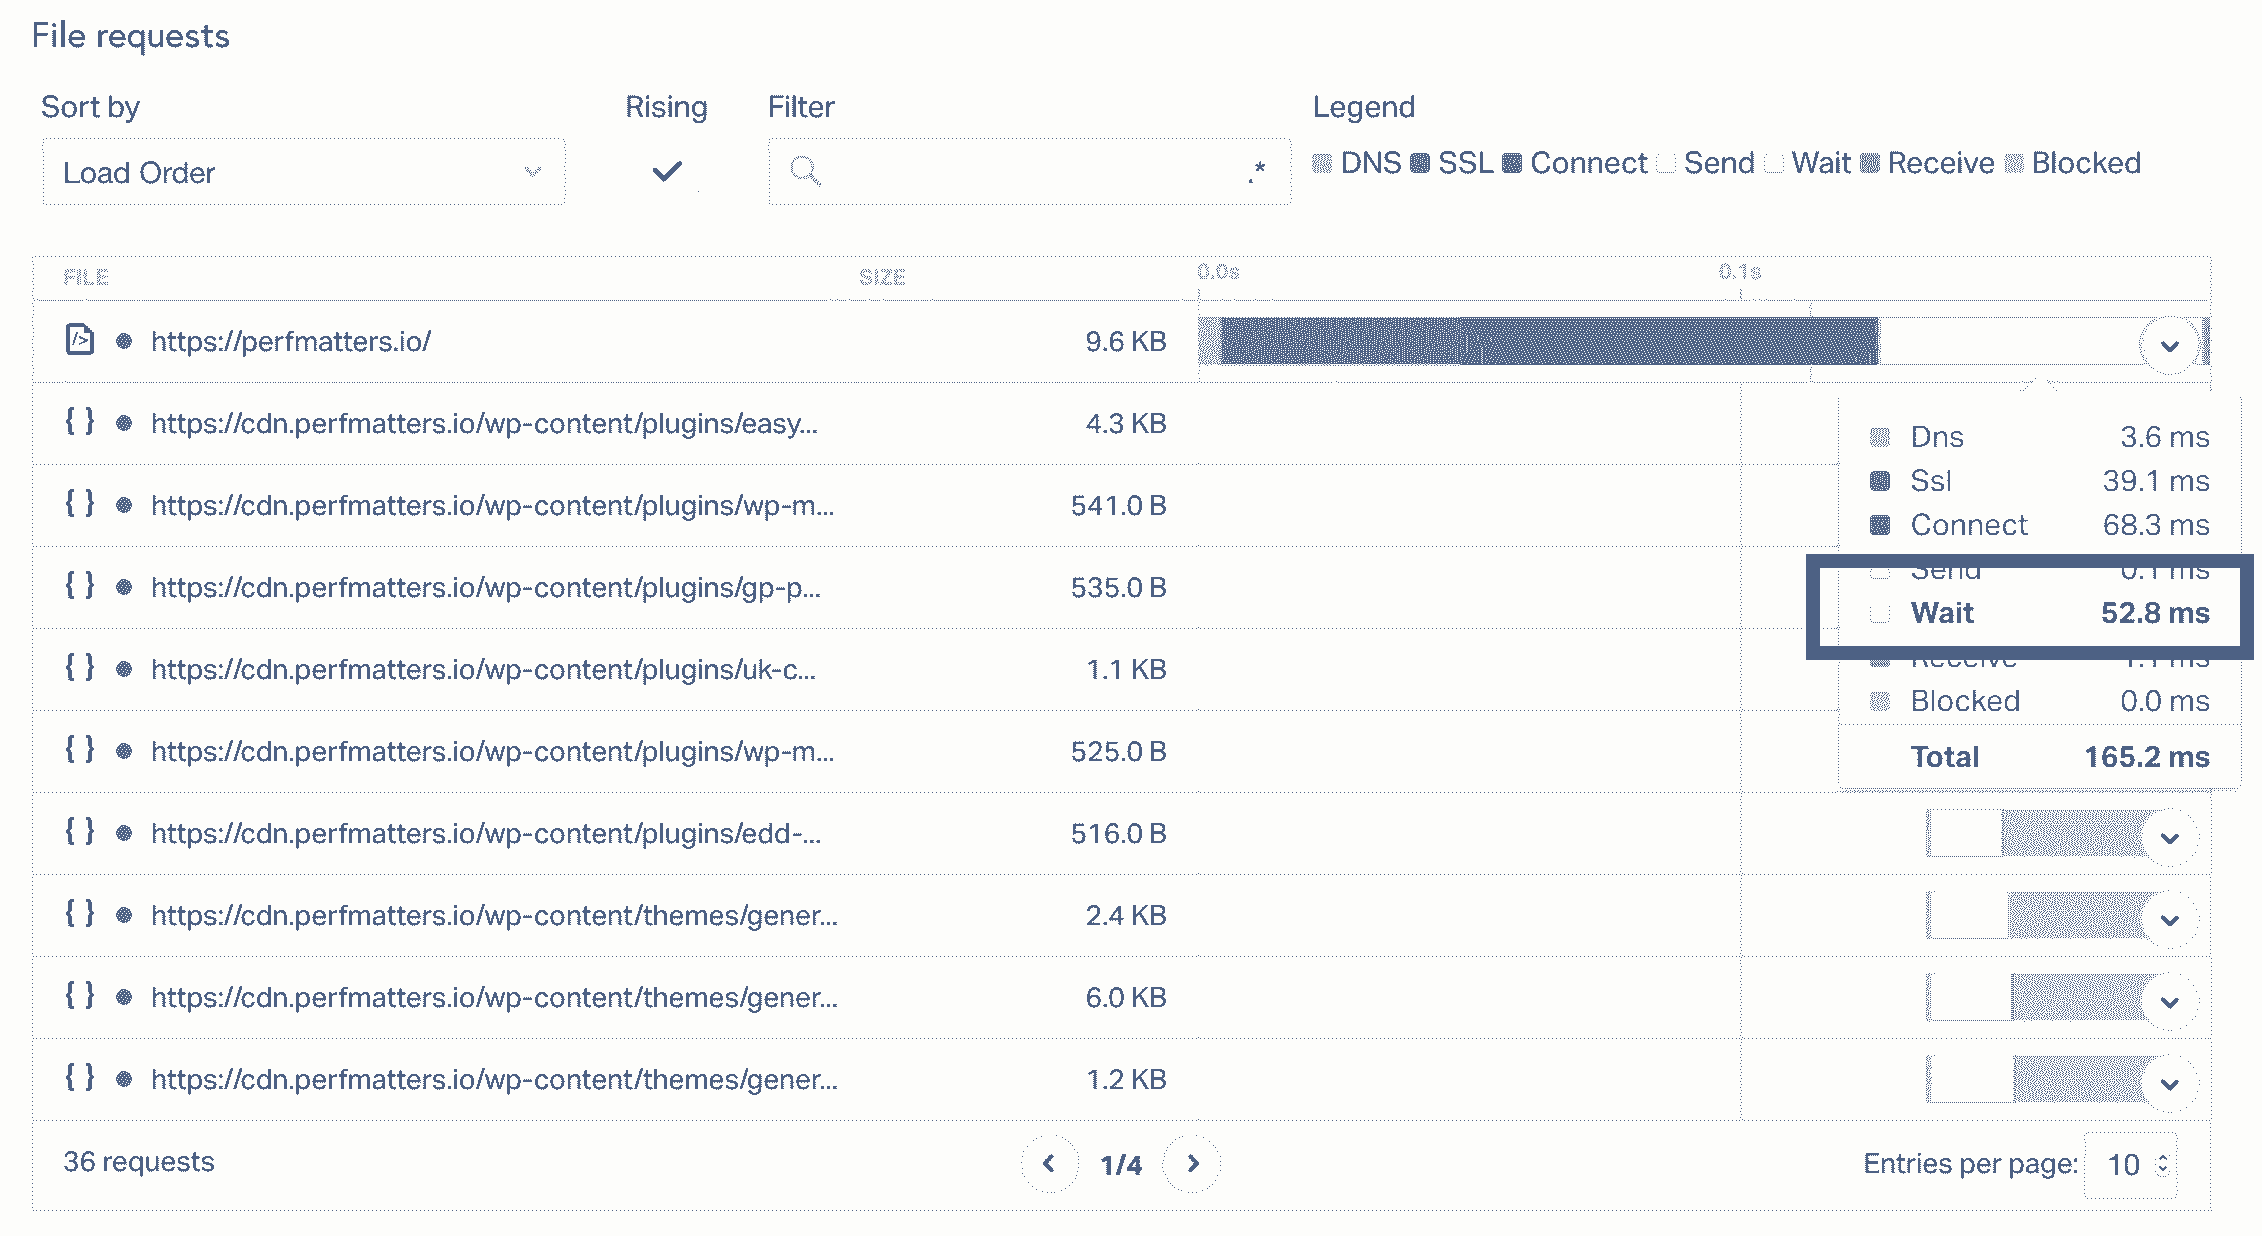 File requests
Sort by Rising Filter Legend
Load Order .* DNS SSL Connect Send Wait Receive Blocked
FILE SIZE 0.0s 0.1s
https://perfmatters.io/ 9.6 KB
{ } https://cdn.perfmatters.io/wp-content/plugins/easy... 4.3 KB
Dns 3.6 ms
Ssl 39.1 ms
{ } https://cdn.perfmatters.io/wp-content/plugins/wp-m... 541.0 B
Connect 68.3 ms
Send 0.1 ms
{ } https://cdn.perfmatters.io/wp-content/plugins/gp-p... 535.0 B
Wait 52.8 ms
Receive 1.1 ms
{ } https://cdn.perfmatters.io/wp-content/plugins/uk-c... 1.1 KB
Blocked 0.0 ms
{ } https://cdn.perfmatters.io/wp-content/plugins/wp-m... 525.0 B
Total 165.2 ms
{ } https://cdn.perfmatters.io/wp-content/plugins/edd-... 516.0 B
{ } https://cdn.perfmatters.io/wp-content/themes/gener... 2.4 KB
{ } https://cdn.perfmatters.io/wp-content/themes/gener... 6.0 KB
{ } https://cdn.perfmatters.io/wp-content/themes/gener... 1.2 KB
36 requests 1/4 Entries per page: 10